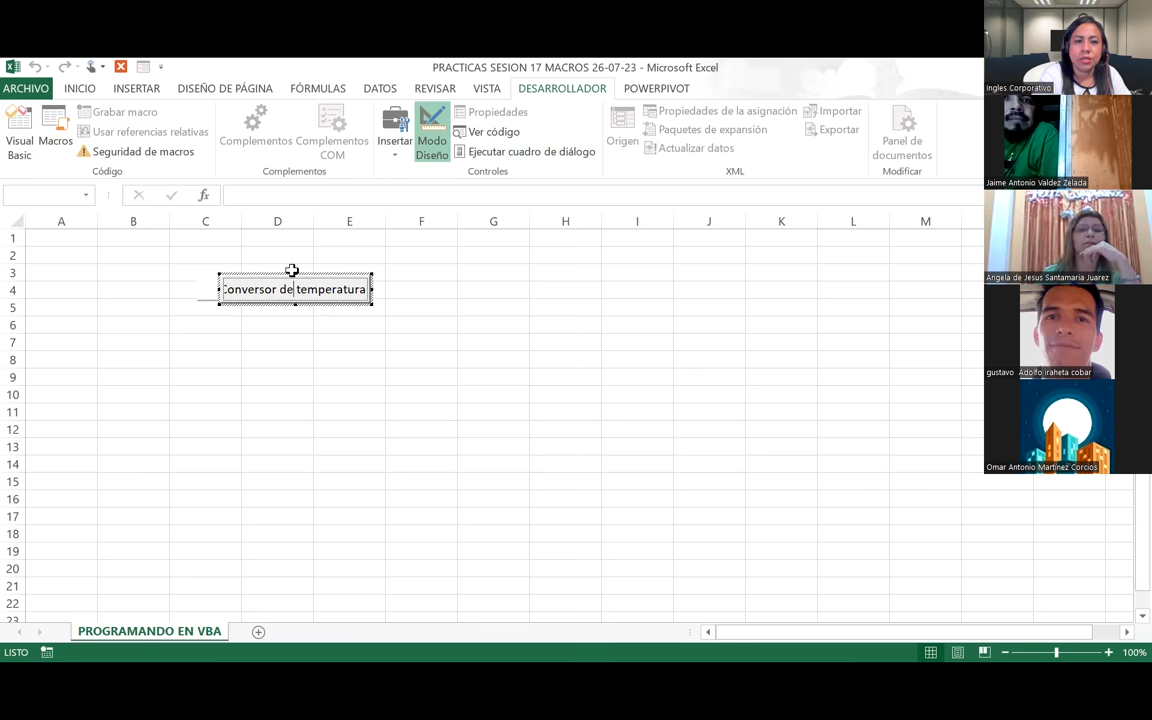 PRACTICAS SESION 17 MACROS 26-07-23 - Microsoft Excel
ARCHIVO INICIO INSERTAR DISEÑO DE PÁGINA FÓRMULAS DATOS REVISAR VISTA DESARROLLADOR POWERPIVOT
Visual Basic
Macros
Grabar macro
Usar referencias relativas
Seguridad de macros
Código
Complementos
Complementos COM
Complementos
Insertar
Modo Diseño
Propiedades
Ver código
Ejecutar cuadro de diálogo
Controles
Origen
Propiedades de la asignación
Paquetes de expansión
Actualizar datos
Importar
Exportar
XML
Panel de documentos
Modificar
fx
A B C D E F G H I J K L M
1
2
3
4
Conversor de temperatura
5
6
7
8
9
10
11
12
13
14
15
16
17
18
19
20
21
22
23
PROGRAMANDO EN VBA
LISTO
100%
Ingles Corporativo
Jaime Antonio Valdez Zelada
Angela de Jesus Santamaria Juarez
gustavo Adolfo iraheta cobar
Omar Antonio Martínez Corcios